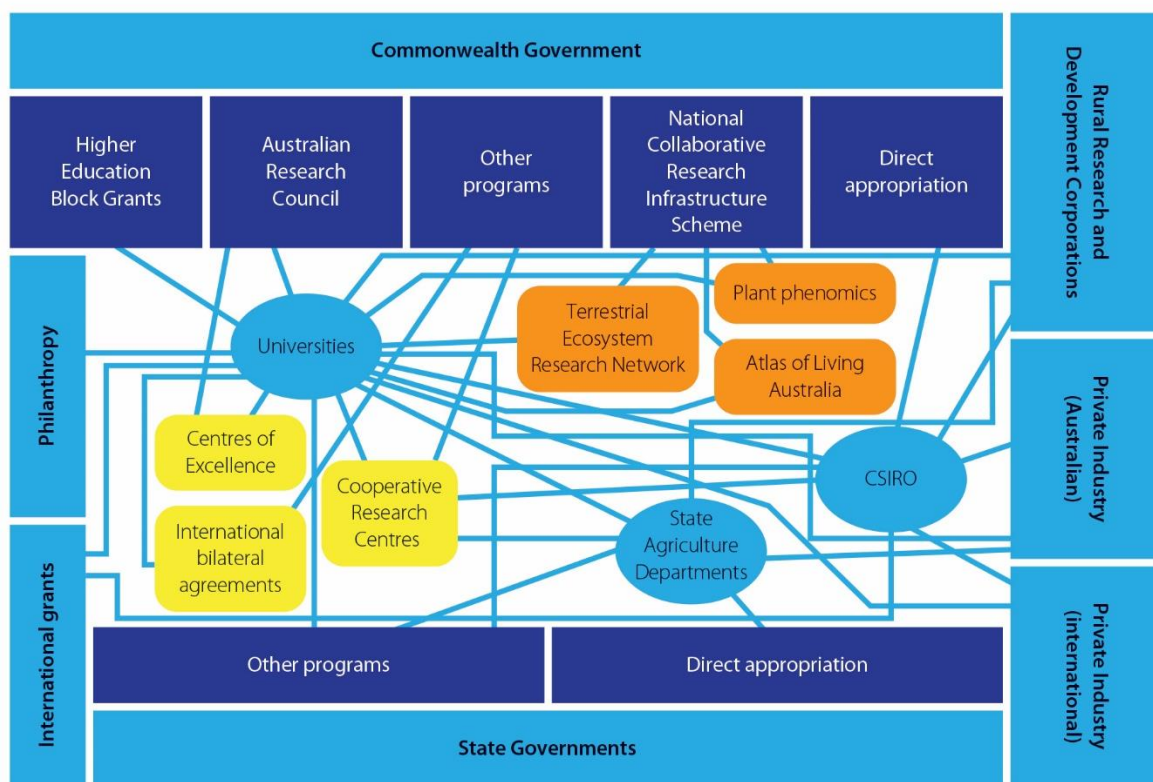 Commonwealth Government
Rural Research and
Development Corporations
Higher
Education
Block Grants
Australian
Research
Council
Other
programs
National
Collaborative
Research
Infrastructure
Scheme
Direct
appropriation
Philanthropy
Universities
Terrestrial
Ecosystem
Research Network
Plant phenomics
Atlas of Living
Australia
Private Industry
(Australian)
Centres of
Excellence
Cooperative
Research
Centres
CSIRO
International
bilateral
agreements
State
Agriculture
Departments
International grants
Private Industry
(international)
Other programs
Direct appropriation
State Governments